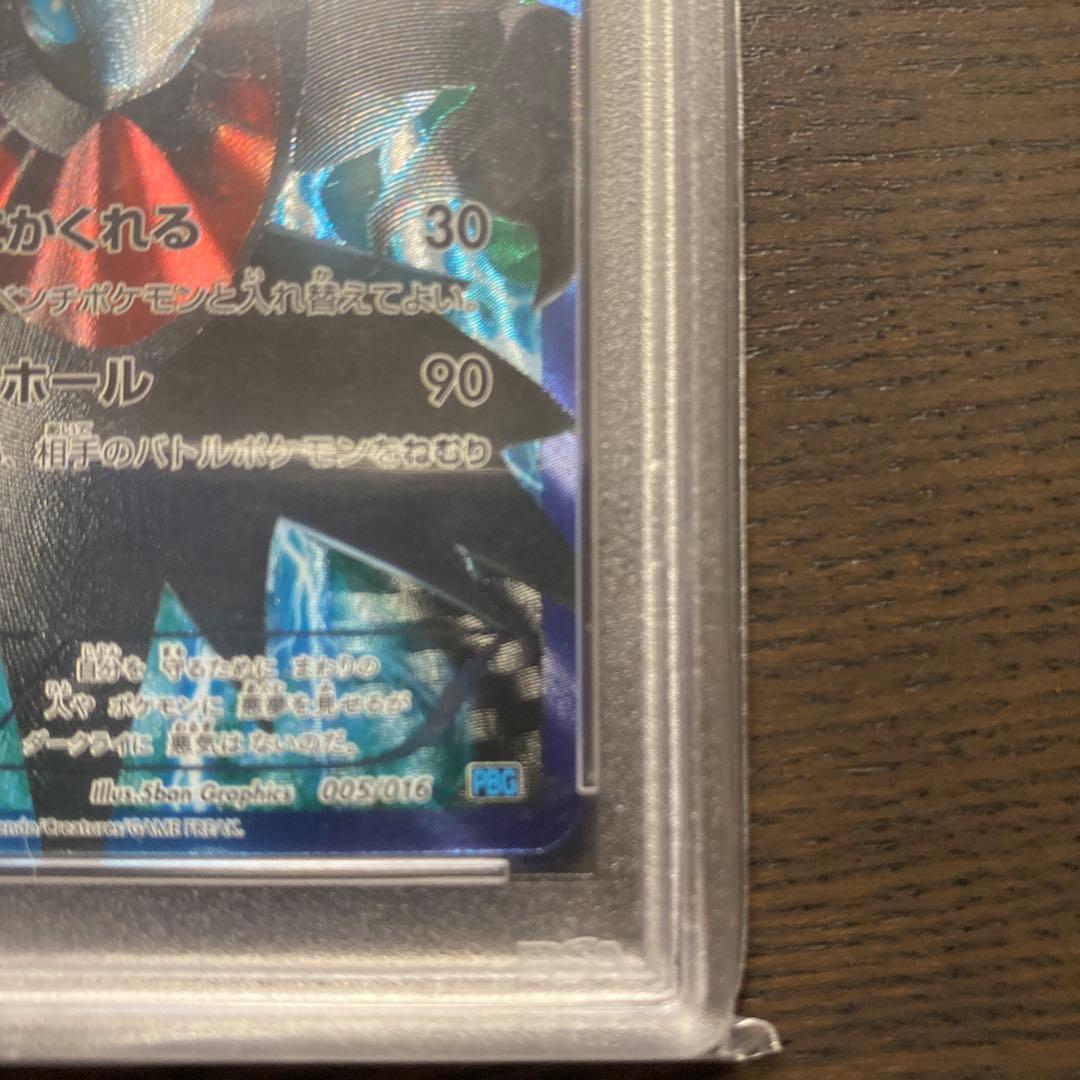 かくれる 30
ベンチポケモンと入れ替えてよい。
ホール 90
相手のバトルポケモンをねむり
自分を 守るために まわりの
人や ポケモンに 悪夢を見せるが
ダークライに 悪気は ないのだ。
Illus. 5ban Graphics 005/016 PBG
endo/Creatures/GAME FREAK.